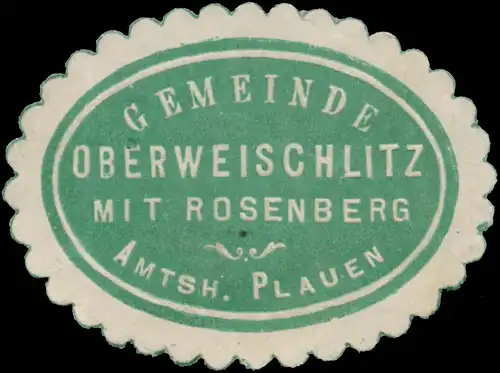 GEMEINDE
OBERWEISCHLITZ
MIT ROSENBERG
AMTSH. PLAUEN